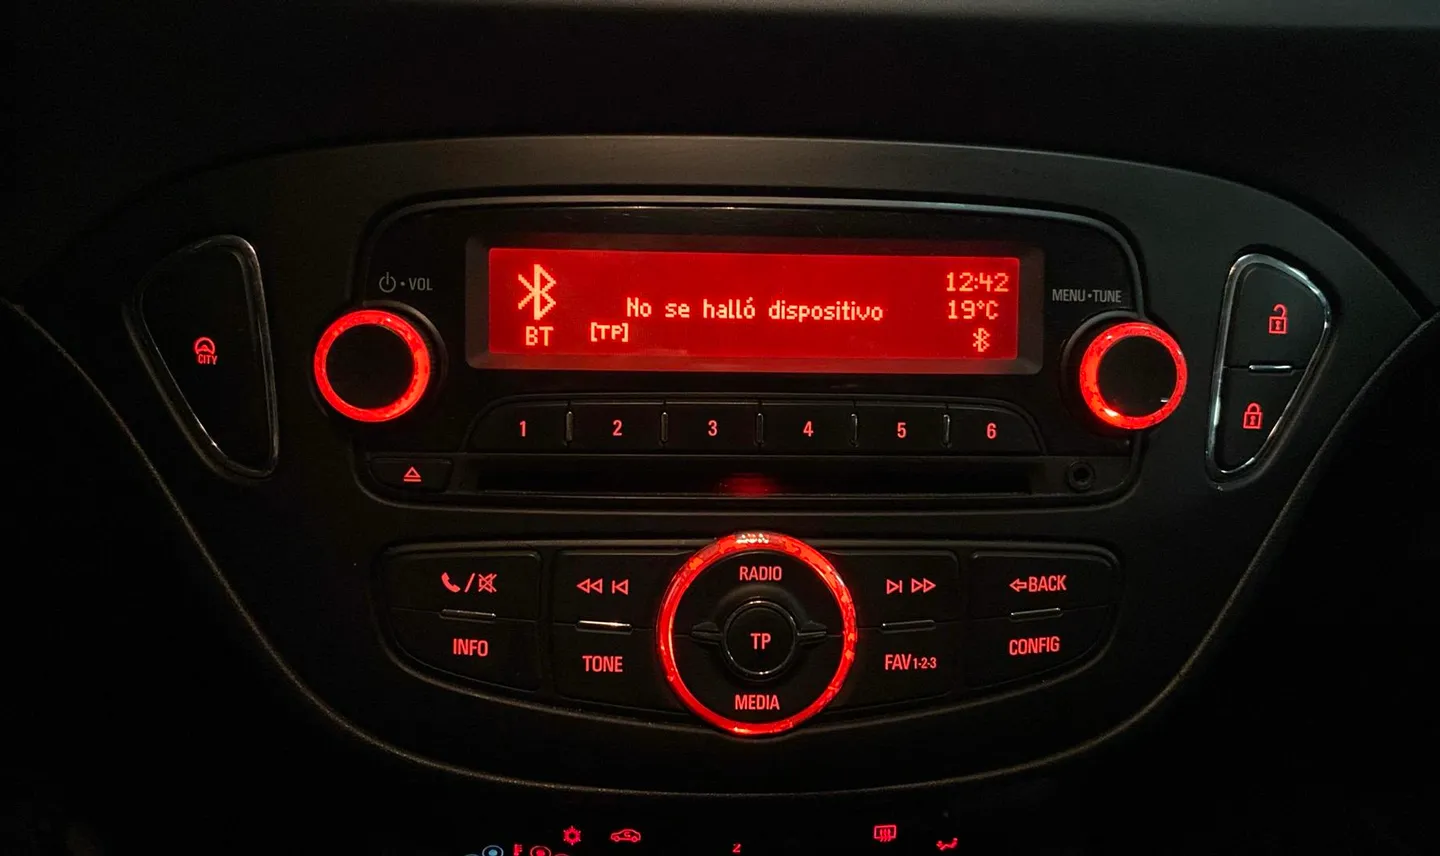 VOL
MENU•TUNE
BT
No se halló dispositivo
[TP]
12:42
19°C
CITY
1
2
3
4
5
6
RADIO
BACK
INFO
TONE
TP
FAV1-2-3
CONFIG
MEDIA